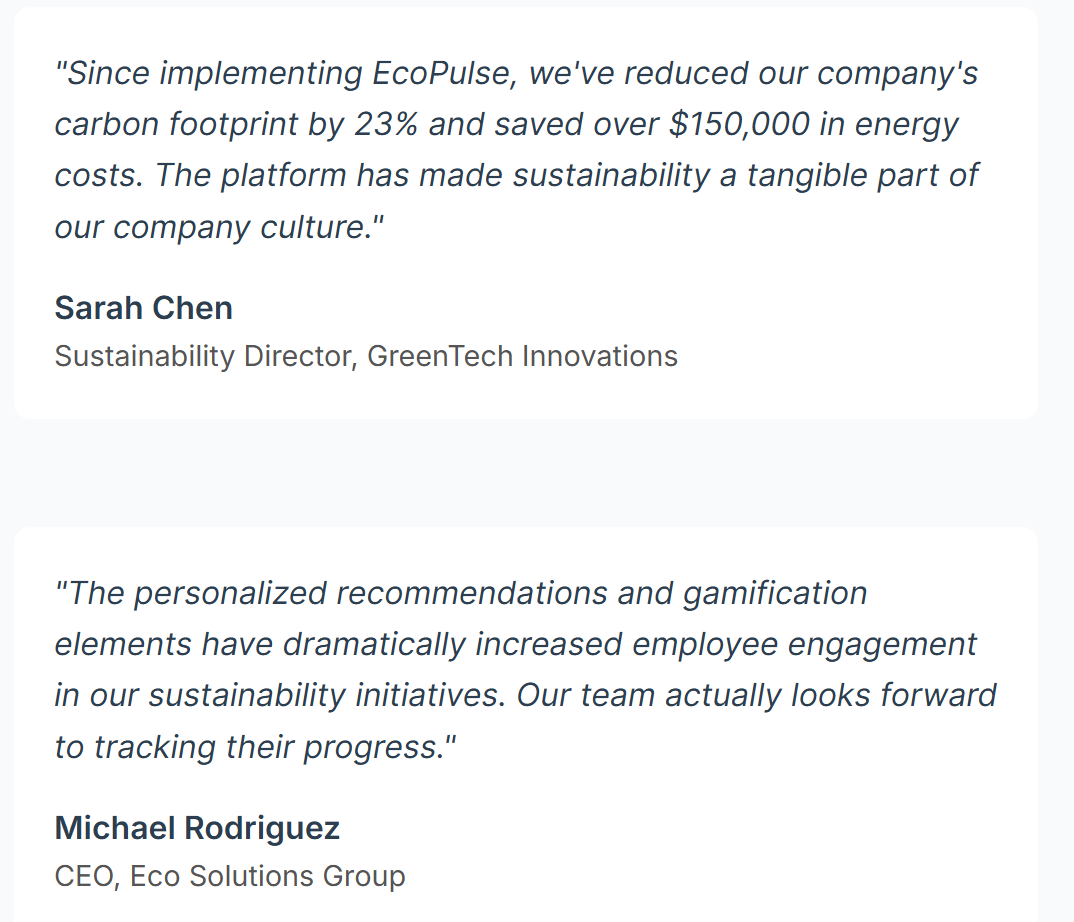 "Since implementing EcoPulse, we've reduced our company's
carbon footprint by 23% and saved over $150,000 in energy
costs. The platform has made sustainability a tangible part of
our company culture."
Sarah Chen
Sustainability Director, GreenTech Innovations
"The personalized recommendations and gamification
elements have dramatically increased employee engagement
in our sustainability initiatives. Our team actually looks forward
to tracking their progress."
Michael Rodriguez
CEO, Eco Solutions Group